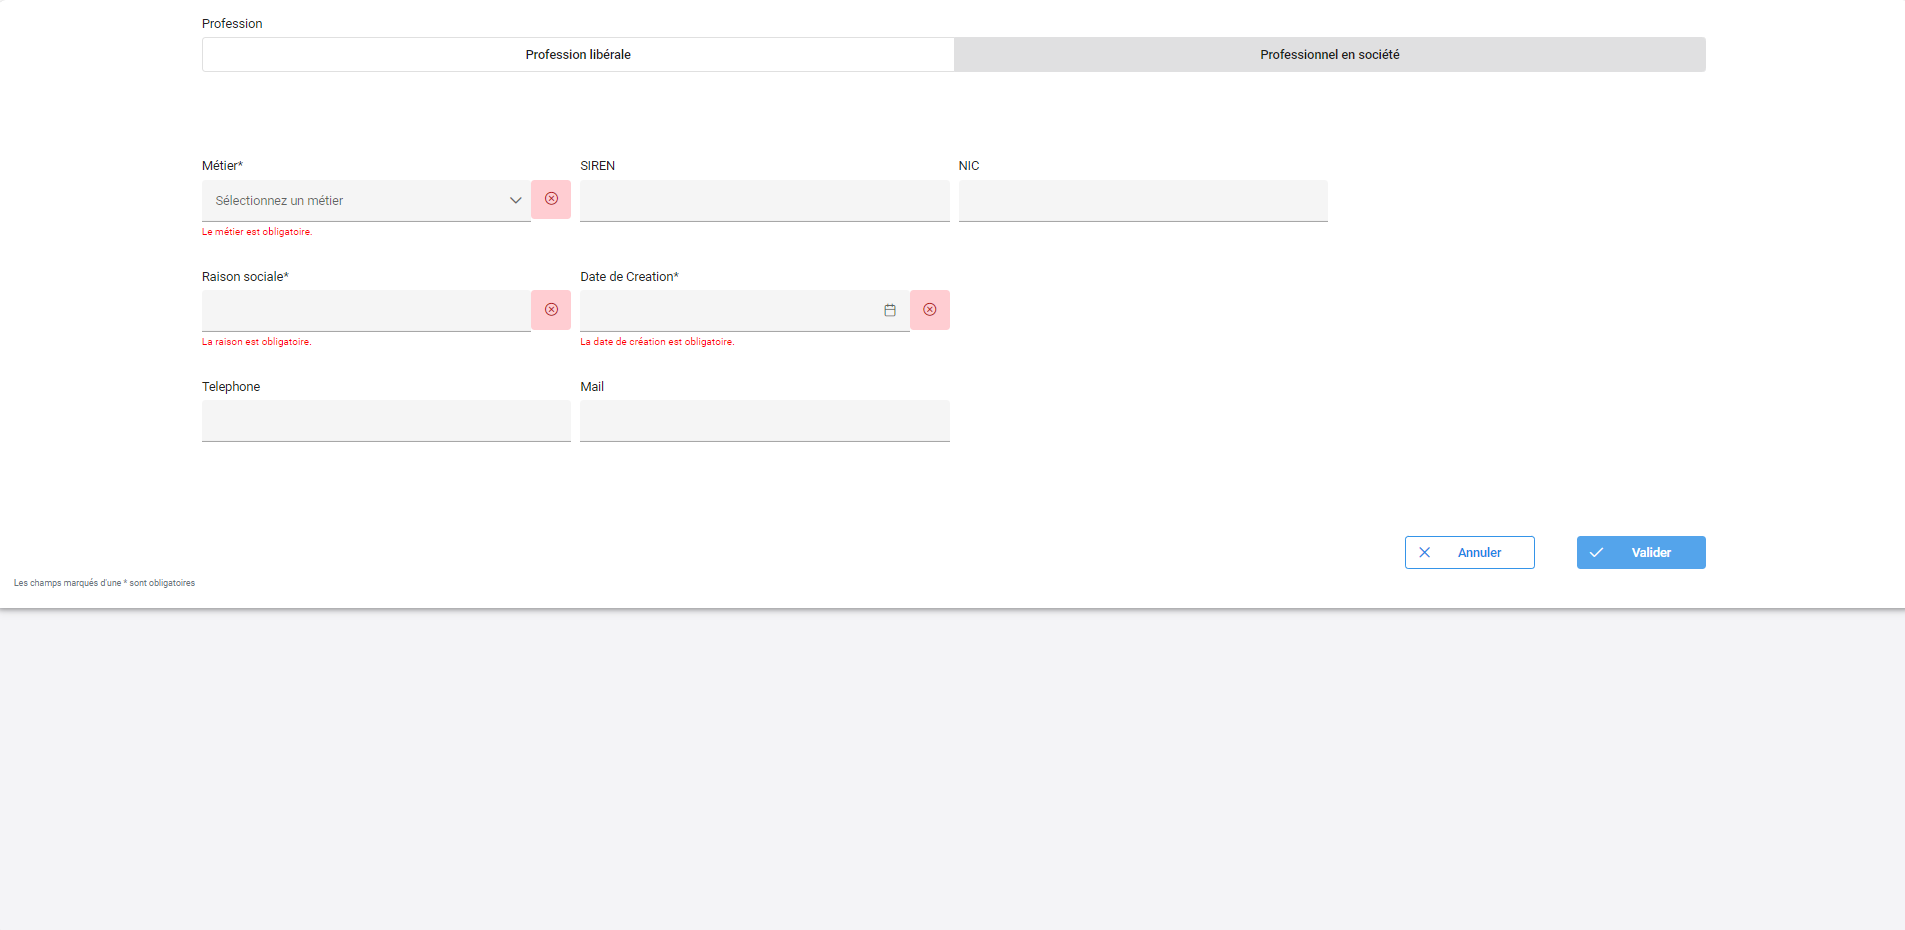 Profession
Profession libérale Professionnel en société
Métier* SIREN NIC
Sélectionnez un métier
Le métier est obligatoire.
Raison sociale* Date de Creation*
La raison est obligatoire. La date de création est obligatoire.
Telephone Mail
Annuler Valider
Les champs marqués d'une * sont obligatoires